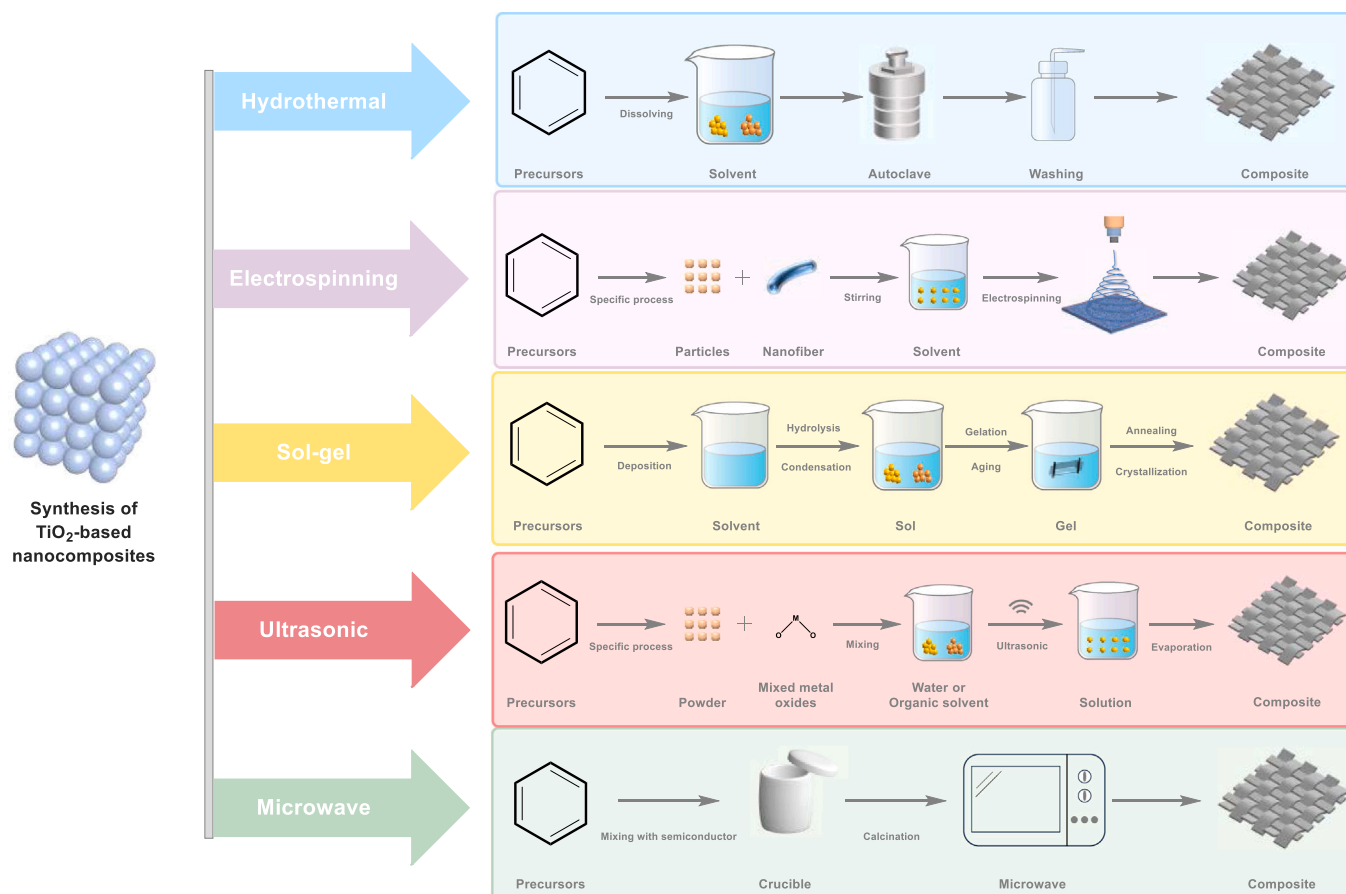 Hydrothermal
Dissolving
Precursors
Solvent
Autoclave
Washing
Composite
Electrospinning
Specific process
+
Stirring
Electrospinning
Precursors
Particles
Nanofiber
Solvent
Composite
Synthesis of
TiO₂-based
nanocomposites
Sol-gel
Deposition
Hydrolysis
Condensation
Gelation
Aging
Annealing
Crystallization
Precursors
Solvent
Sol
Gel
Composite
Ultrasonic
Specific process
+
M
O O
Mixing
Ultrasonic
Evaporation
Precursors
Powder
Mixed metal
oxides
Water or
Organic solvent
Solution
Composite
Microwave
Mixing with semiconductor
Calcination
Precursors
Crucible
Microwave
Composite